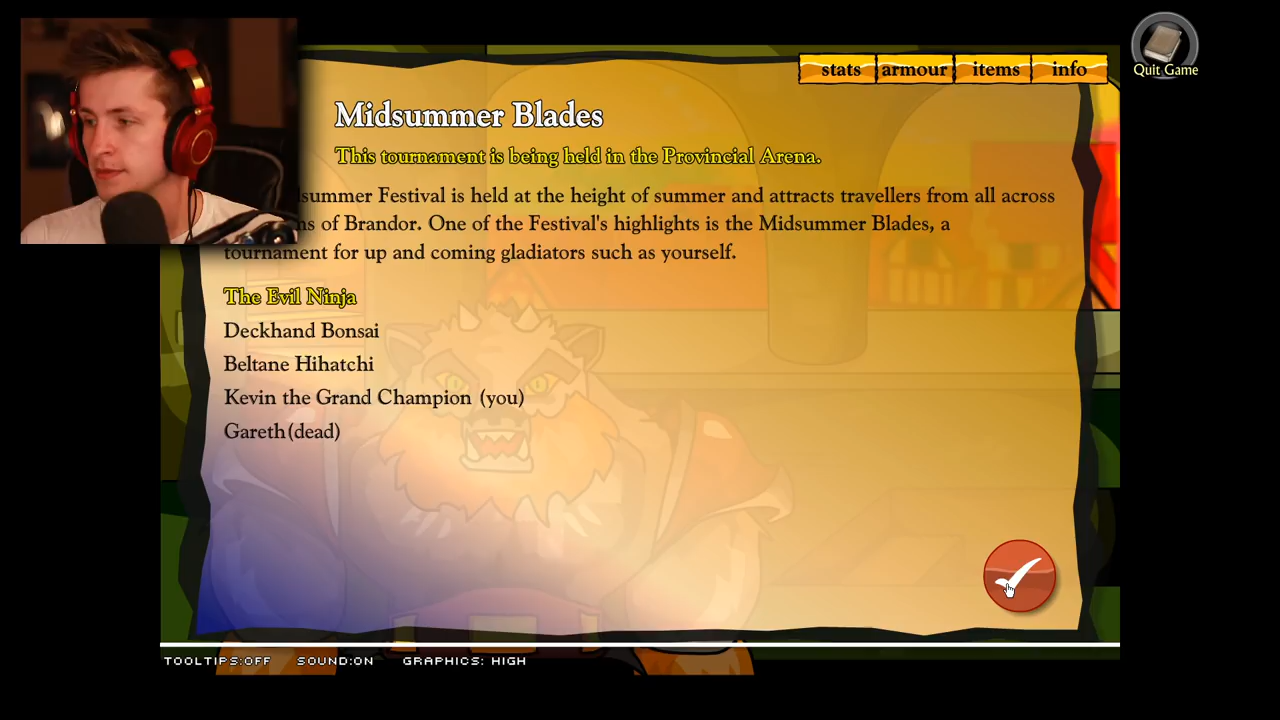 stats armour items info
Quit Game
Midsummer Blades
This tournament is being held in the Provincial Arena.
Festival is held at the height of summer and attracts travellers from all across
of Brandor. One of the Festival's highlights is the Midsummer Blades, a
tournament for up and coming gladiators such as yourself.
The Evil Ninja
Deckhand Bonsai
Beltane Hihatchi
Kevin the Grand Champion (you)
Gareth(dead)
TOOLTIPS:OFF SOUND:ON GRAPHICS: HIGH